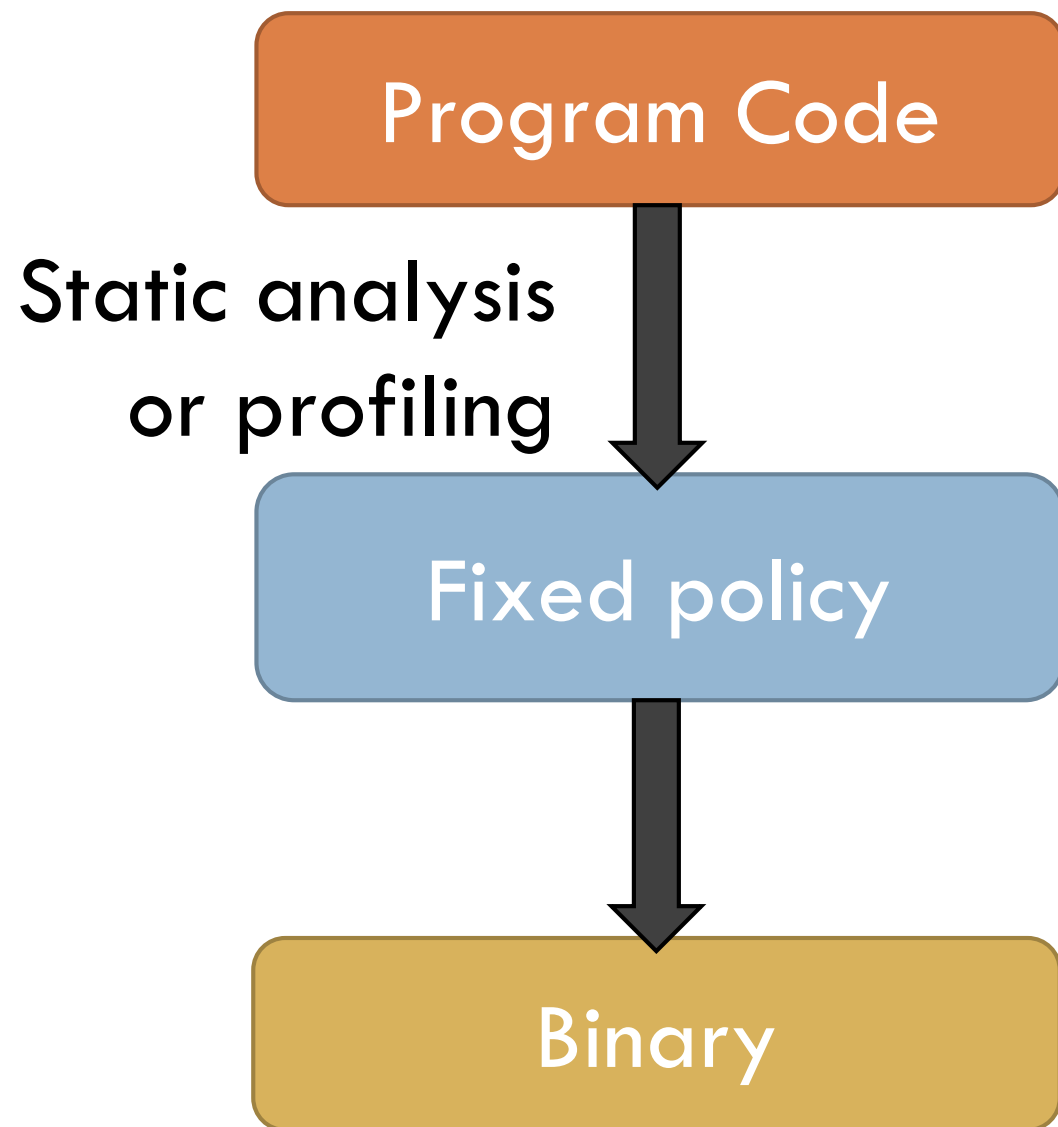 Program Code
Static analysis
or profiling
Fixed policy
Binary